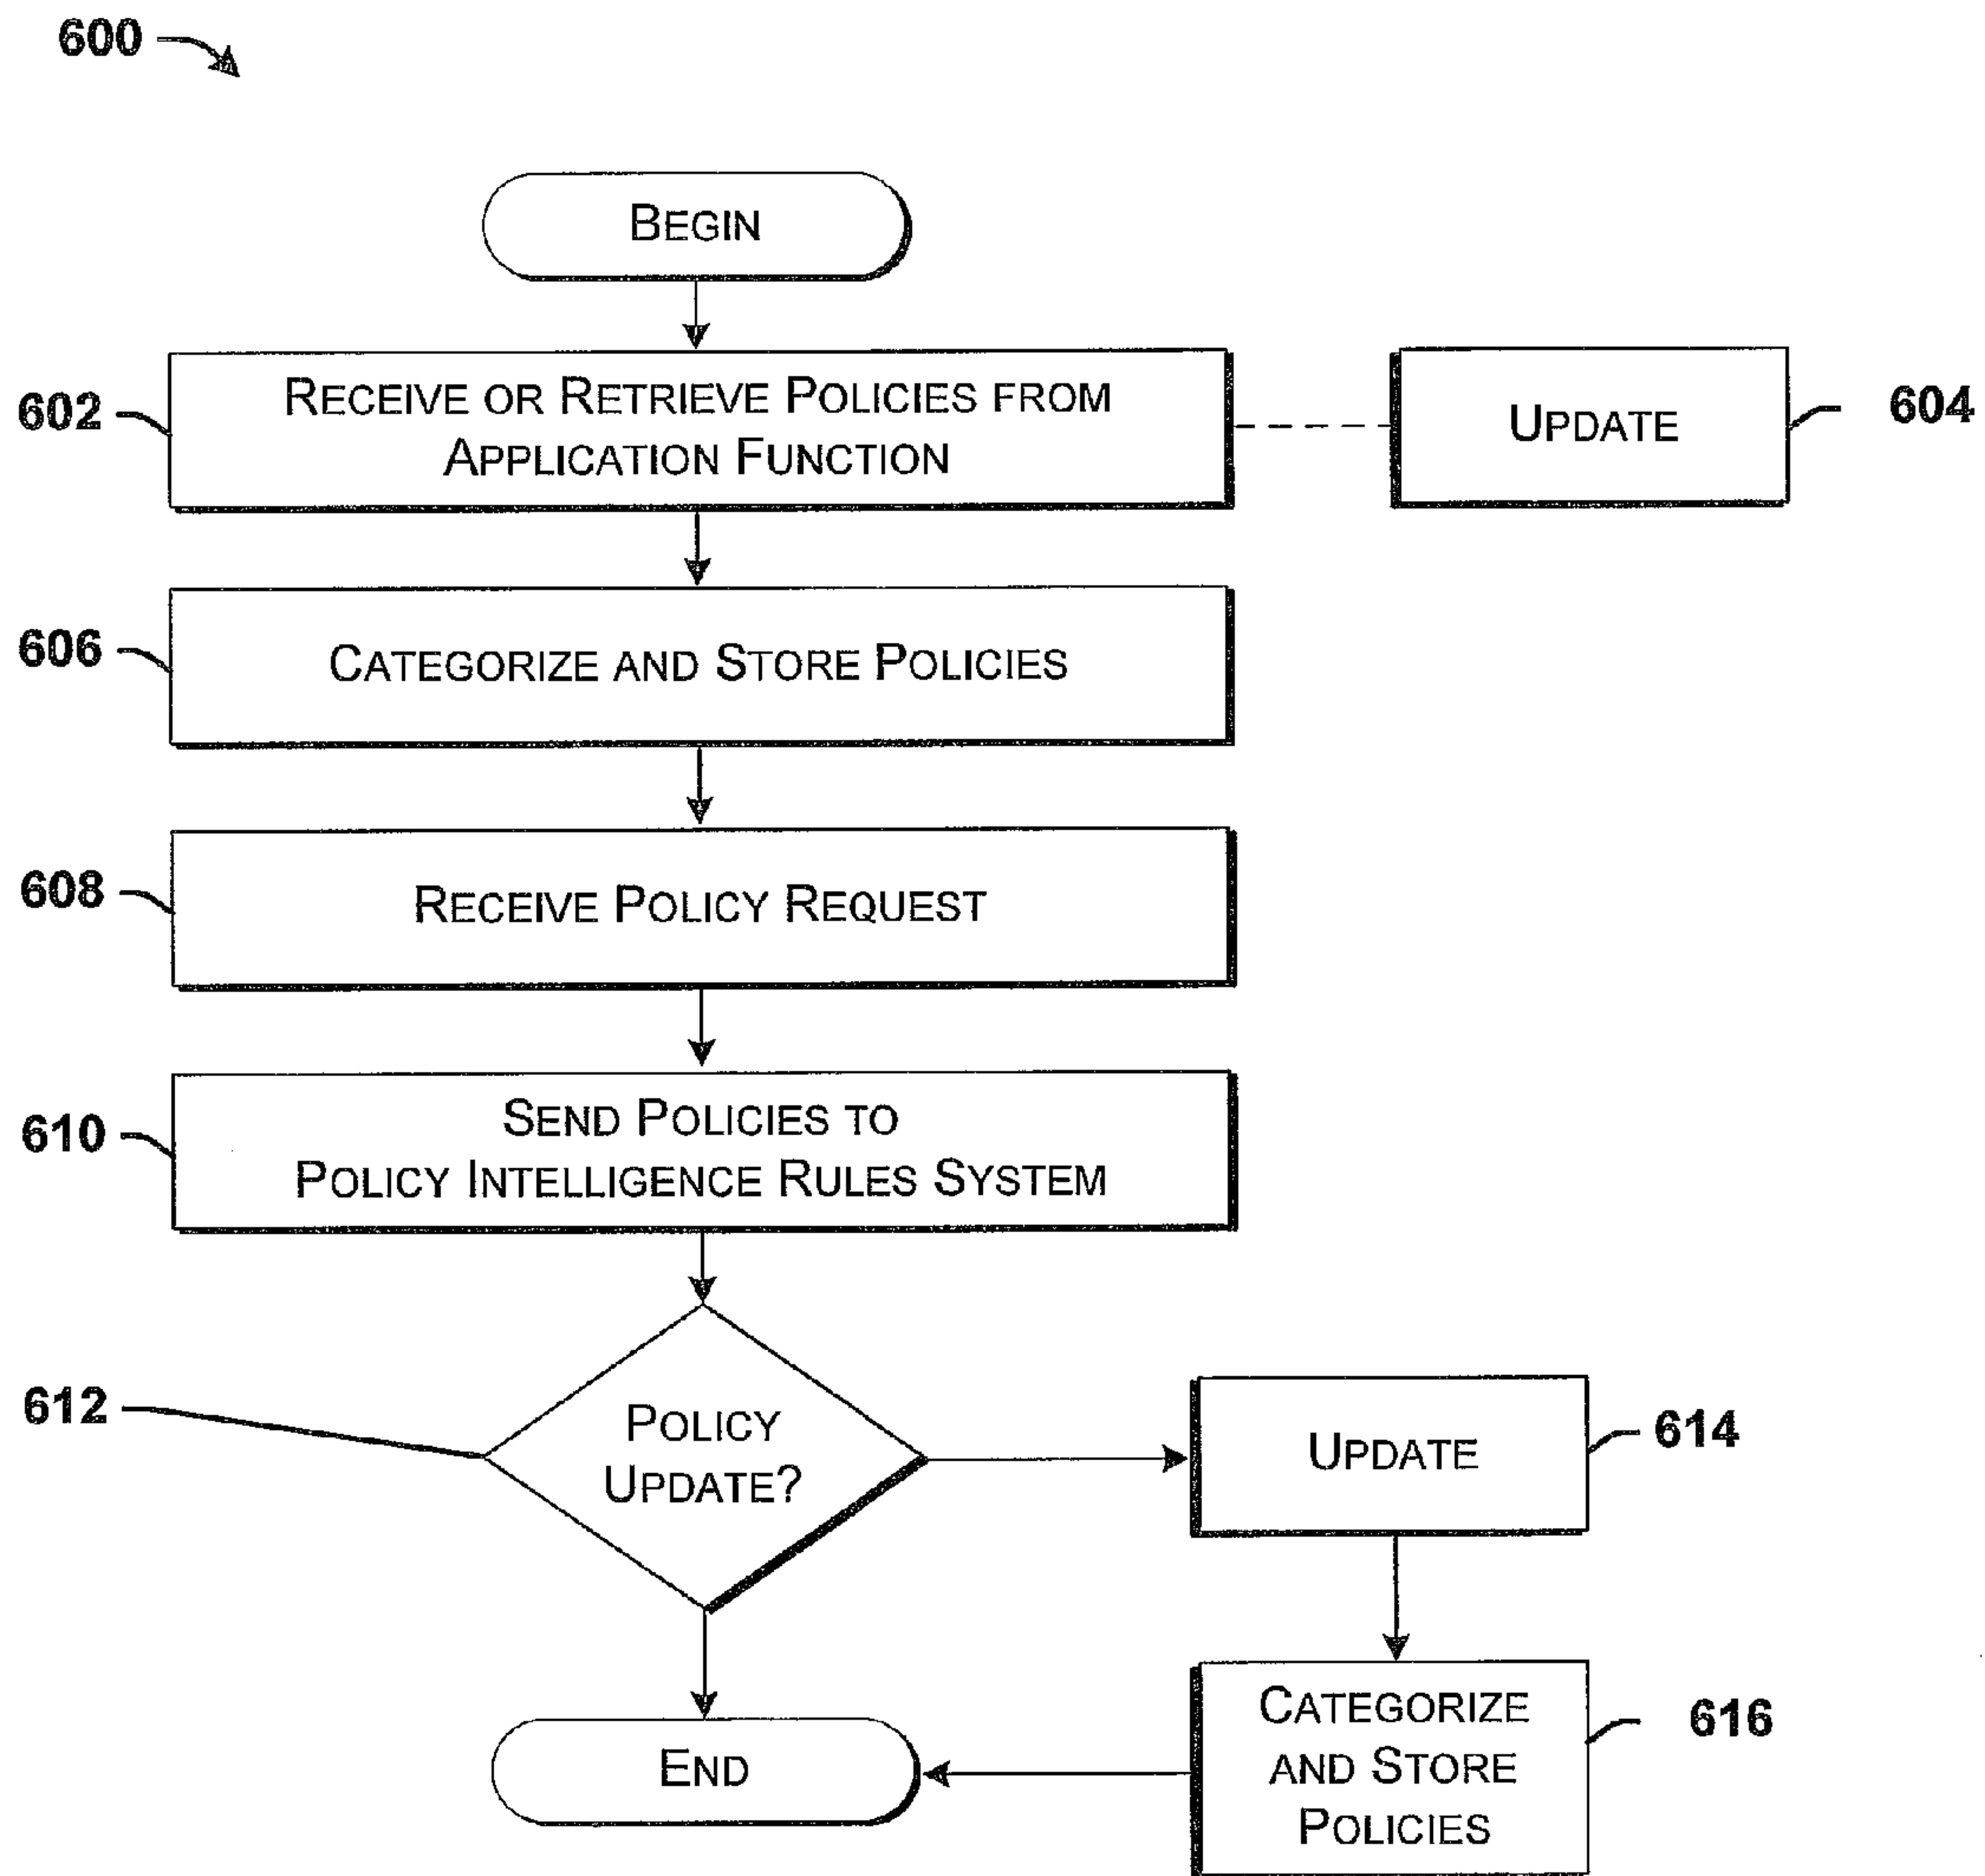 600
BEGIN
602
RECEIVE OR RETRIEVE POLICIES FROM
APPLICATION FUNCTION
UPDATE
604
606
CATEGORIZE AND STORE POLICIES
608
RECEIVE POLICY REQUEST
610
SEND POLICIES TO
POLICY INTELLIGENCE RULES SYSTEM
612
POLICY
UPDATE?
UPDATE
614
END
CATEGORIZE
AND STORE
POLICIES
616